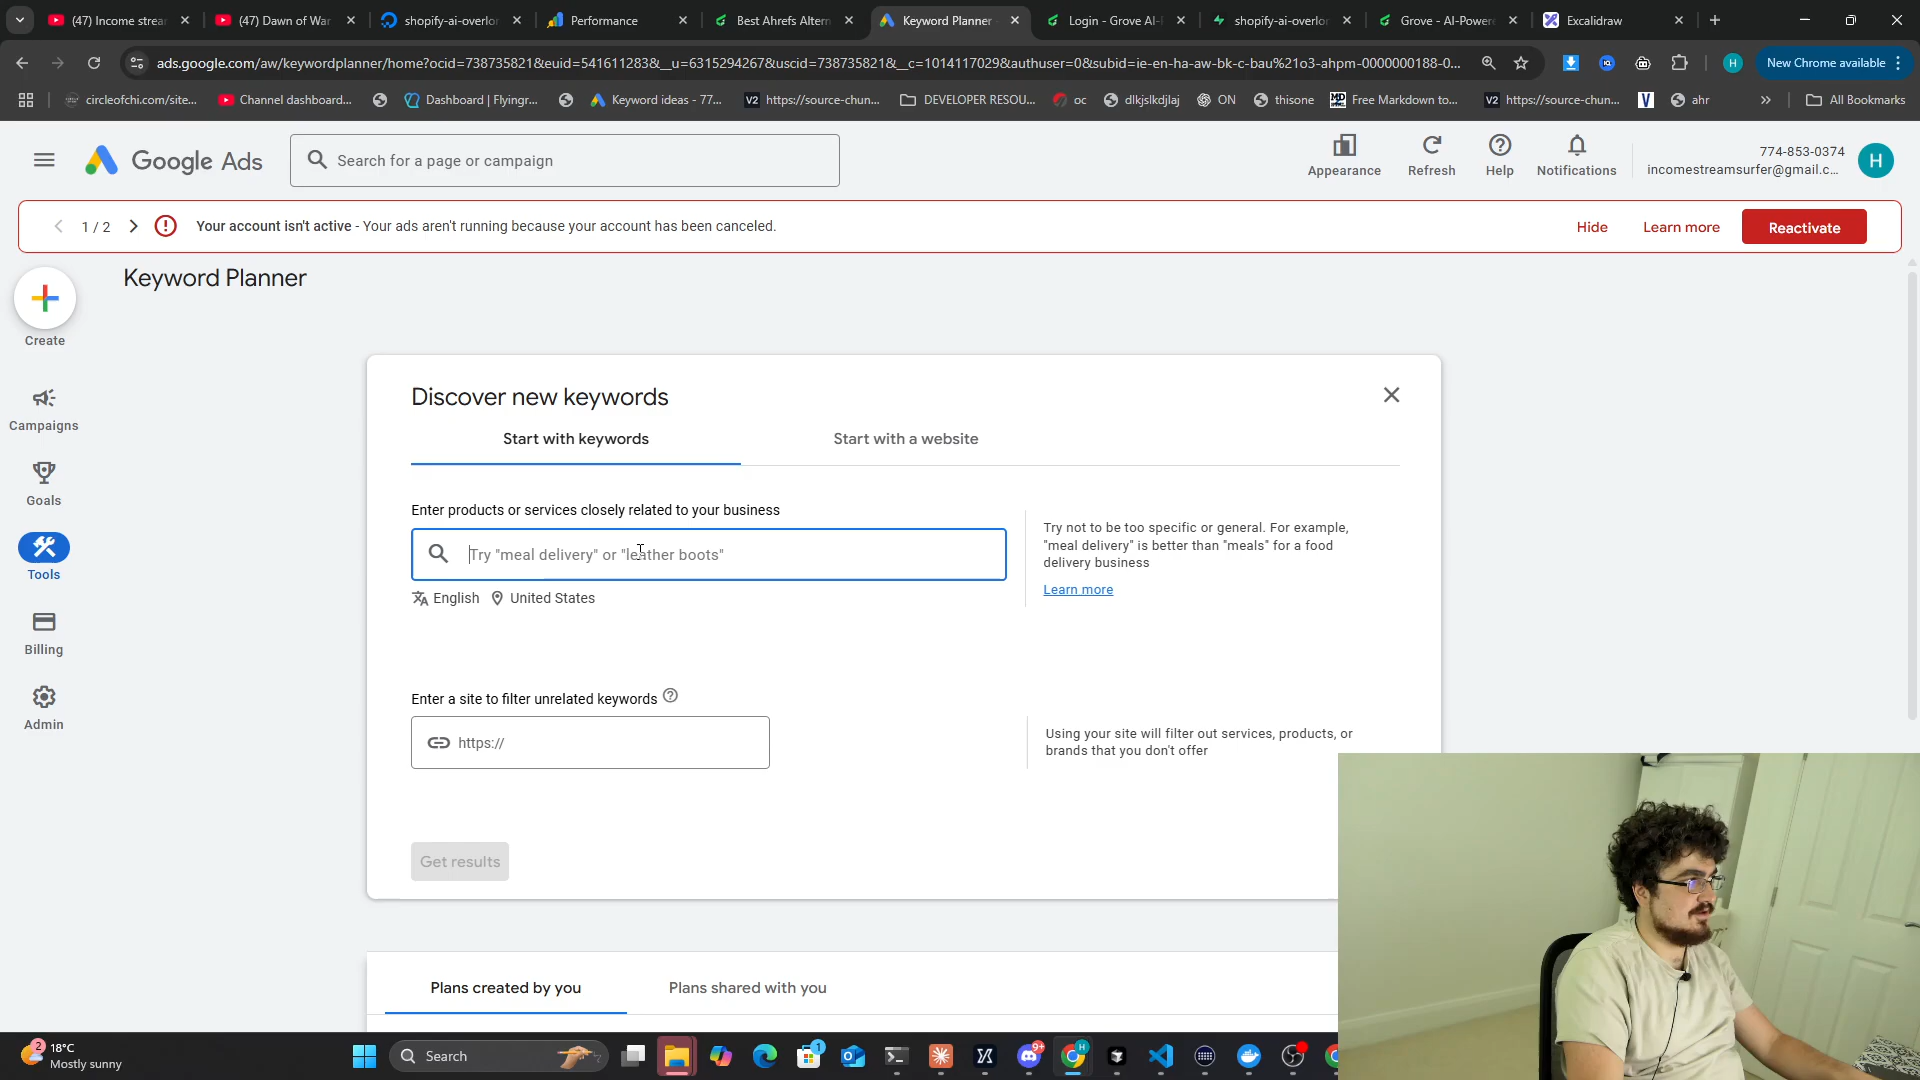 (47) Income strear
(47) Dawn of War
shopify-ai-overlor
Performance
Best Ahrefs Altern
Keyword Planner
Login - Grove AI-
shopify-ai-overlor
Grove - AI-Powere
Excalidraw
ads.google.com/aw/keywordplanner/home?ocid=738735821&euid=541611283&__u=6315294267&uscid=738735821&__c=1014117029&authuser=0&subid=ie-en-ha-aw-bk-c-bau%21o3-ahpm-0000000188-0...
H
New Chrome available
circleofchi.com/site...
Channel dashboard...
Dashboard | Flyingr...
Keyword ideas - 77...
V2 https://source-chun...
DEVELOPER RESOU...
oc
dlkjslkdjlaj
ON
thisone
Free Markdown to...
V2 https://source-chun...
V
ahr
»
All Bookmarks
Google Ads
Search for a page or campaign
Appearance
Refresh
Help
Notifications
774-853-0374
incomestreamsurfer@gmail.c...
H
1 / 2
Your account isn't active - Your ads aren't running because your account has been canceled.
Hide
Learn more
Reactivate
Create
Campaigns
Goals
Tools
Billing
Admin
Keyword Planner
Discover new keywords
Start with keywords
Start with a website
Enter products or services closely related to your business
Try "meal delivery" or "leather boots"
English
United States
Try not to be too specific or general. For example,
"meal delivery" is better than "meals" for a food
delivery business
Learn more
Enter a site to filter unrelated keywords
https://
Using your site will filter out services, products, or
brands that you don't offer
Get results
Plans created by you
Plans shared with you
2
18°C
Mostly sunny
Search
1
9+
H